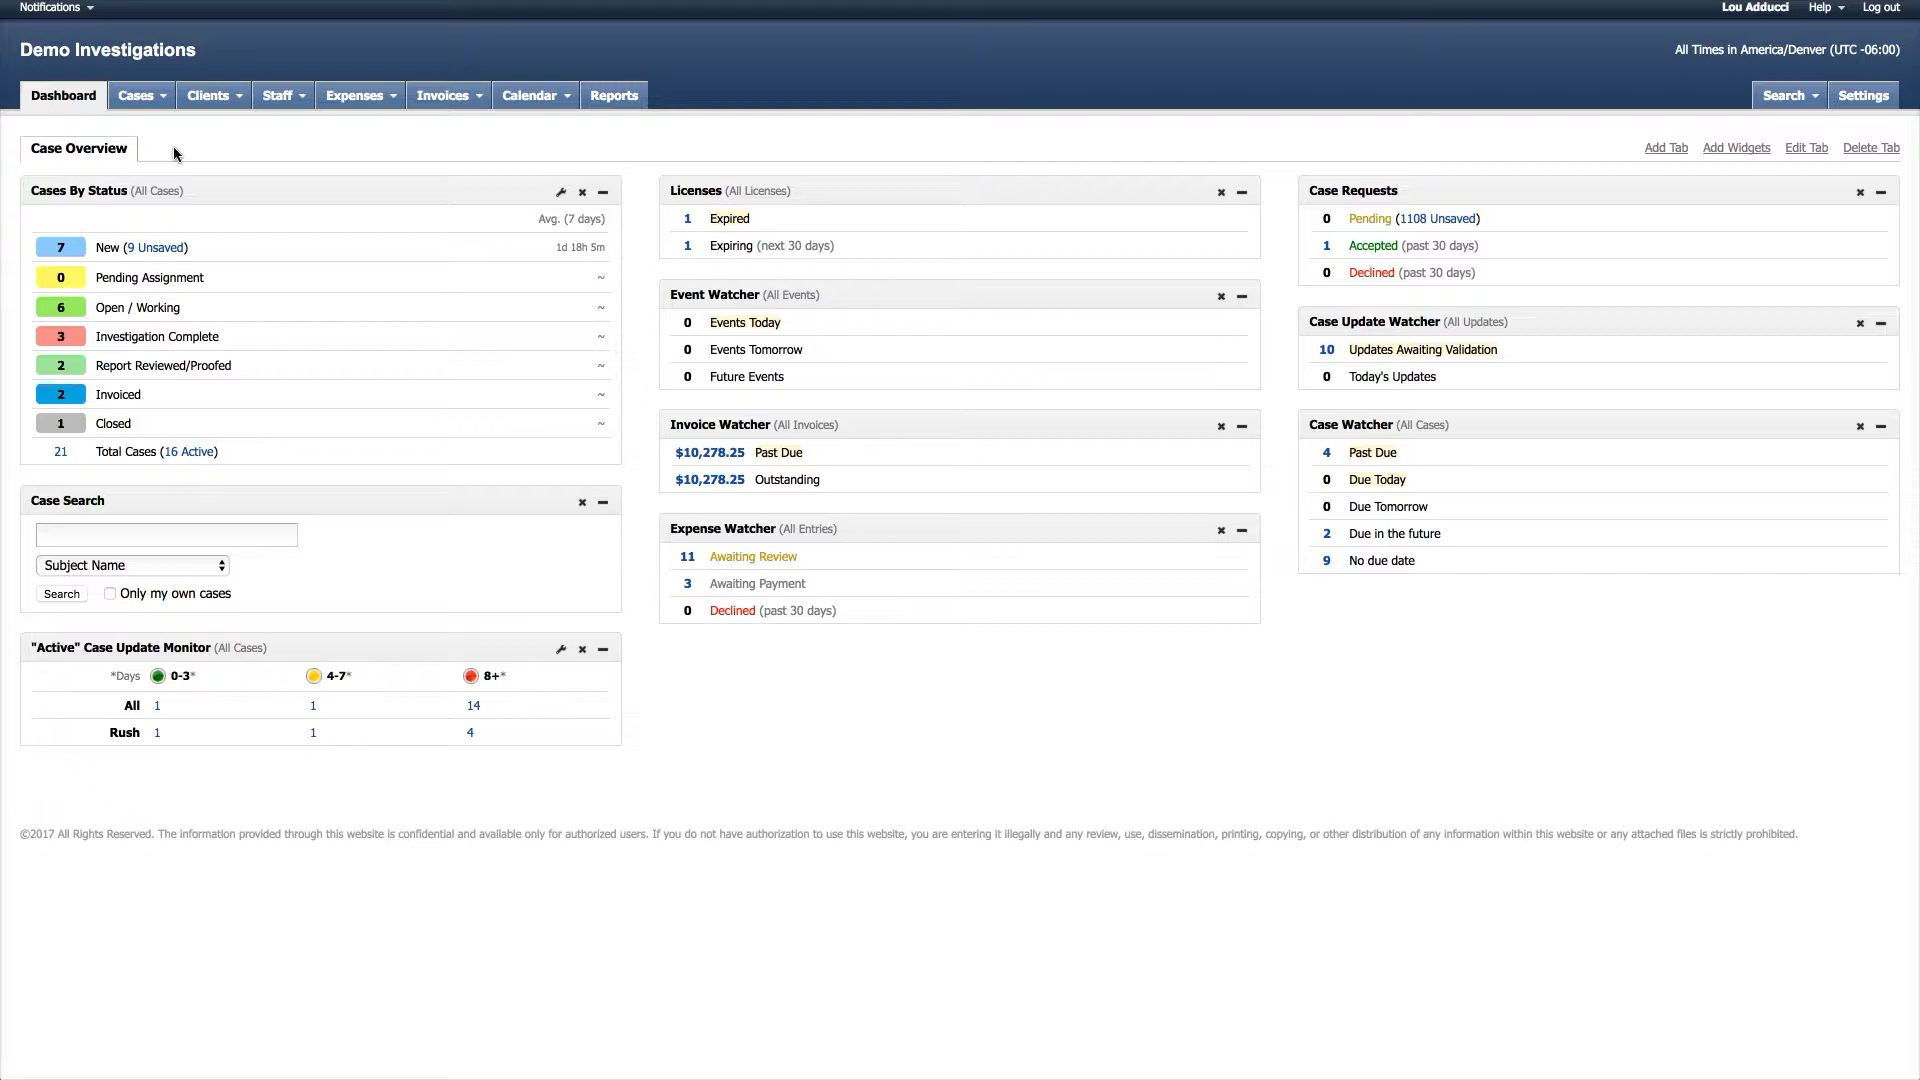 Notifications
Lou Adducci Help Log out
Demo Investigations
All Times in America/Denver (UTC -06:00)
Dashboard Cases Clients Staff Expenses Invoices Calendar Reports Search Settings
Case Overview
Add Tab Add Widgets Edit Tab Delete Tab
Cases By Status (All Cases)
Avg. (7 days)
7 New (9 Unsaved) 1d 18h 5m
0 Pending Assignment ~
6 Open / Working ~
3 Investigation Complete ~
2 Report Reviewed/Proofed ~
2 Invoiced ~
1 Closed ~
21 Total Cases (16 Active)
Case Search
Subject Name
Search Only my own cases
"Active" Case Update Monitor (All Cases)
*Days 0-3* 4-7* 8+*
All 1 1 14
Rush 1 1 4
Licenses (All Licenses)
1 Expired
1 Expiring (next 30 days)
Event Watcher (All Events)
0 Events Today
0 Events Tomorrow
0 Future Events
Invoice Watcher (All Invoices)
$10,278.25 Past Due
$10,278.25 Outstanding
Expense Watcher (All Entries)
11 Awaiting Review
3 Awaiting Payment
0 Declined (past 30 days)
Case Requests
0 Pending (1108 Unsaved)
1 Accepted (past 30 days)
0 Declined (past 30 days)
Case Update Watcher (All Updates)
10 Updates Awaiting Validation
0 Today's Updates
Case Watcher (All Cases)
4 Past Due
0 Due Today
0 Due Tomorrow
2 Due in the future
9 No due date
©2017 All Rights Reserved. The information provided through this website is confidential and available only for authorized users. If you do not have authorization to use this website, you are entering it illegally and any review, use, dissemination, printing, copying, or other distribution of any information within this website or any attached files is strictly prohibited.